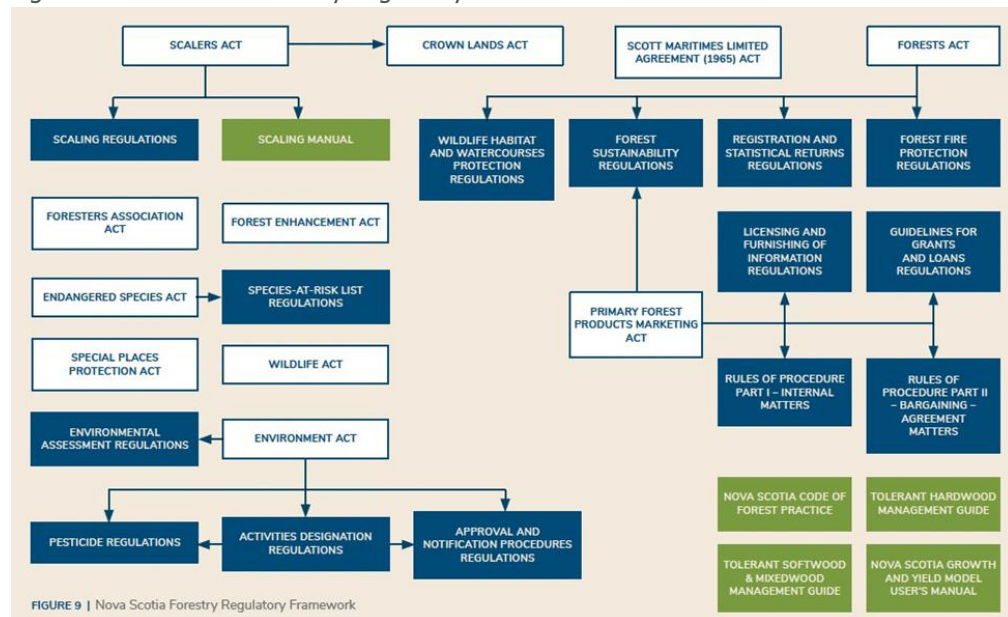 SCALERS ACT
CROWN LANDS ACT
SCOTT MARITIMES LIMITED
AGREEMENT (1965) ACT
FORESTS ACT
SCALING REGULATIONS
SCALING MANUAL
WILDLIFE HABITAT
AND WATERCOURSES
PROTECTION
REGULATIONS
FOREST
SUSTAINABILITY
REGULATIONS
REGISTRATION AND
STATISTICAL RETURNS
REGULATIONS
FOREST FIRE
PROTECTION
REGULATIONS
FORESTERS ASSOCIATION
ACT
FOREST ENHANCEMENT ACT
LICENSING AND
FURNISHING OF
INFORMATION
REGULATIONS
GUIDELINES FOR
GRANTS
AND LOANS
REGULATIONS
ENDANGERED SPECIES ACT
SPECIES-AT-RISK LIST
REGULATIONS
PRIMARY FOREST
PRODUCTS MARKETING
ACT
SPECIAL PLACES
PROTECTION ACT
WILDLIFE ACT
RULES OF PROCEDURE
PART I – INTERNAL
MATTERS
RULES OF
PROCEDURE PART II
– BARGAINING –
AGREEMENT
MATTERS
ENVIRONMENTAL
ASSESSMENT REGULATIONS
ENVIRONMENT ACT
NOVA SCOTIA CODE OF
FOREST PRACTICE
TOLERANT HARDWOOD
MANAGEMENT GUIDE
PESTICIDE REGULATIONS
ACTIVITIES DESIGNATION
REGULATIONS
APPROVAL AND
NOTIFICATION PROCEDURES
REGULATIONS
TOLERANT SOFTWOOD
& MIXEDWOOD
MANAGEMENT GUIDE
NOVA SCOTIA GROWTH
AND YIELD MODEL
USER'S MANUAL
FIGURE 9 | Nova Scotia Forestry Regulatory Framework